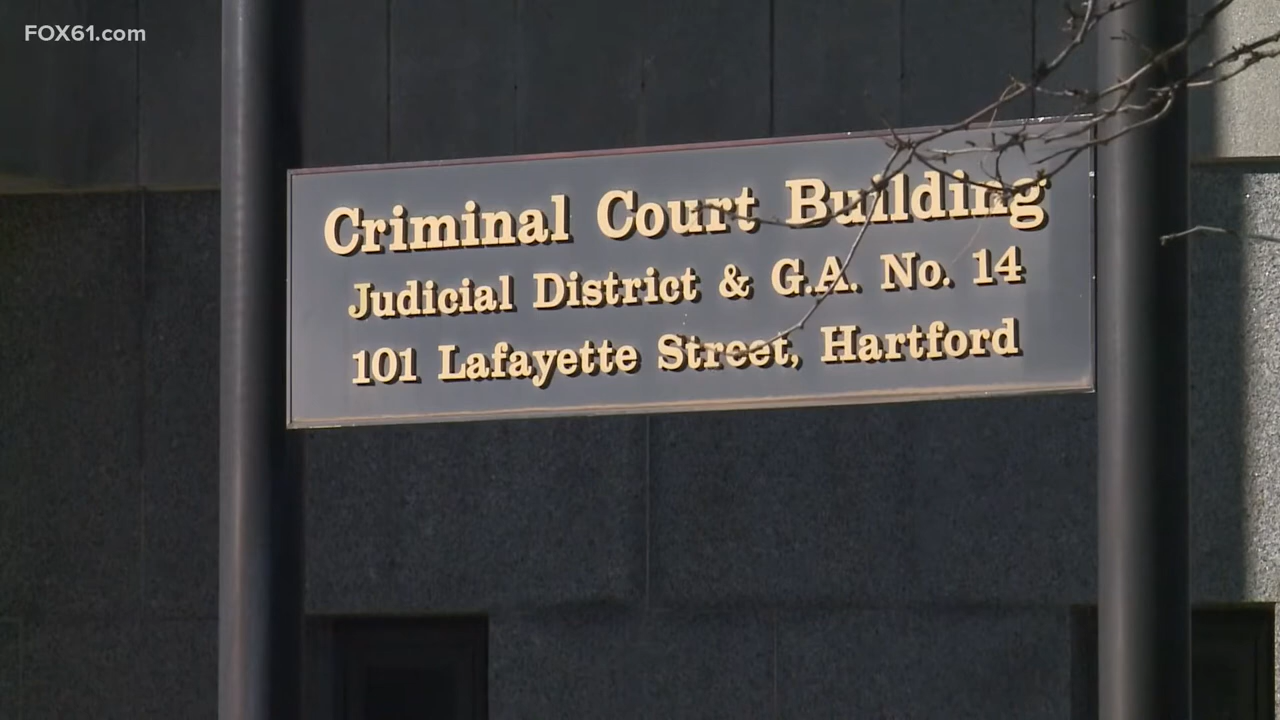 FOX61.com
Criminal Court Building
Judicial District & G.A. No. 14
101 Lafayette Street, Hartford